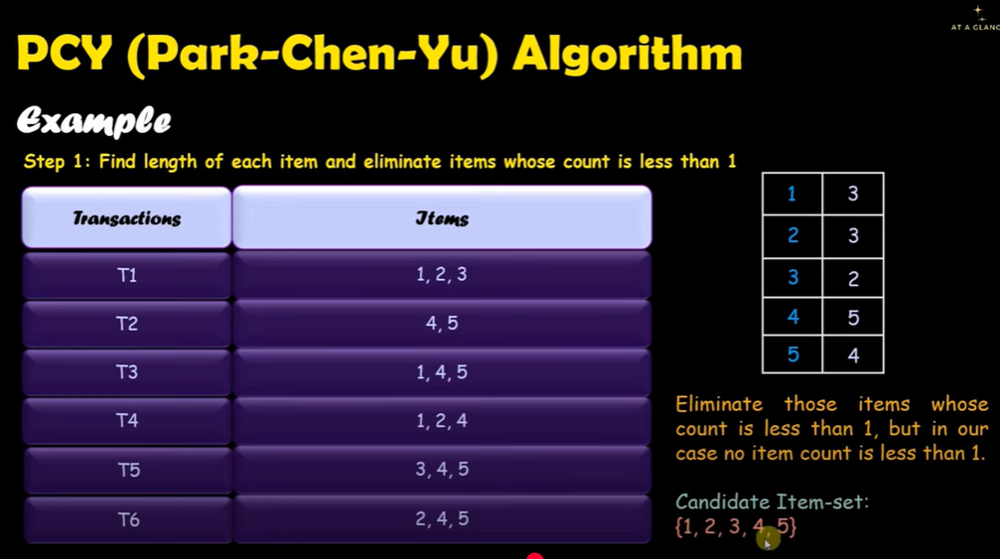 AT A GLANC
PCY (Park-Chen-Yu) Algorithm
Example
Step 1: Find length of each item and eliminate items whose count is less than 1
Transactions Items
T1 1, 2, 3
T2 4, 5
T3 1, 4, 5
T4 1, 2, 4
T5 3, 4, 5
T6 2, 4, 5
1 3
2 3
3 2
4 5
5 4
Eliminate those items whose
count is less than 1, but in our
case no item count is less than 1.
Candidate Item-set:
{1, 2, 3, 4, 5}